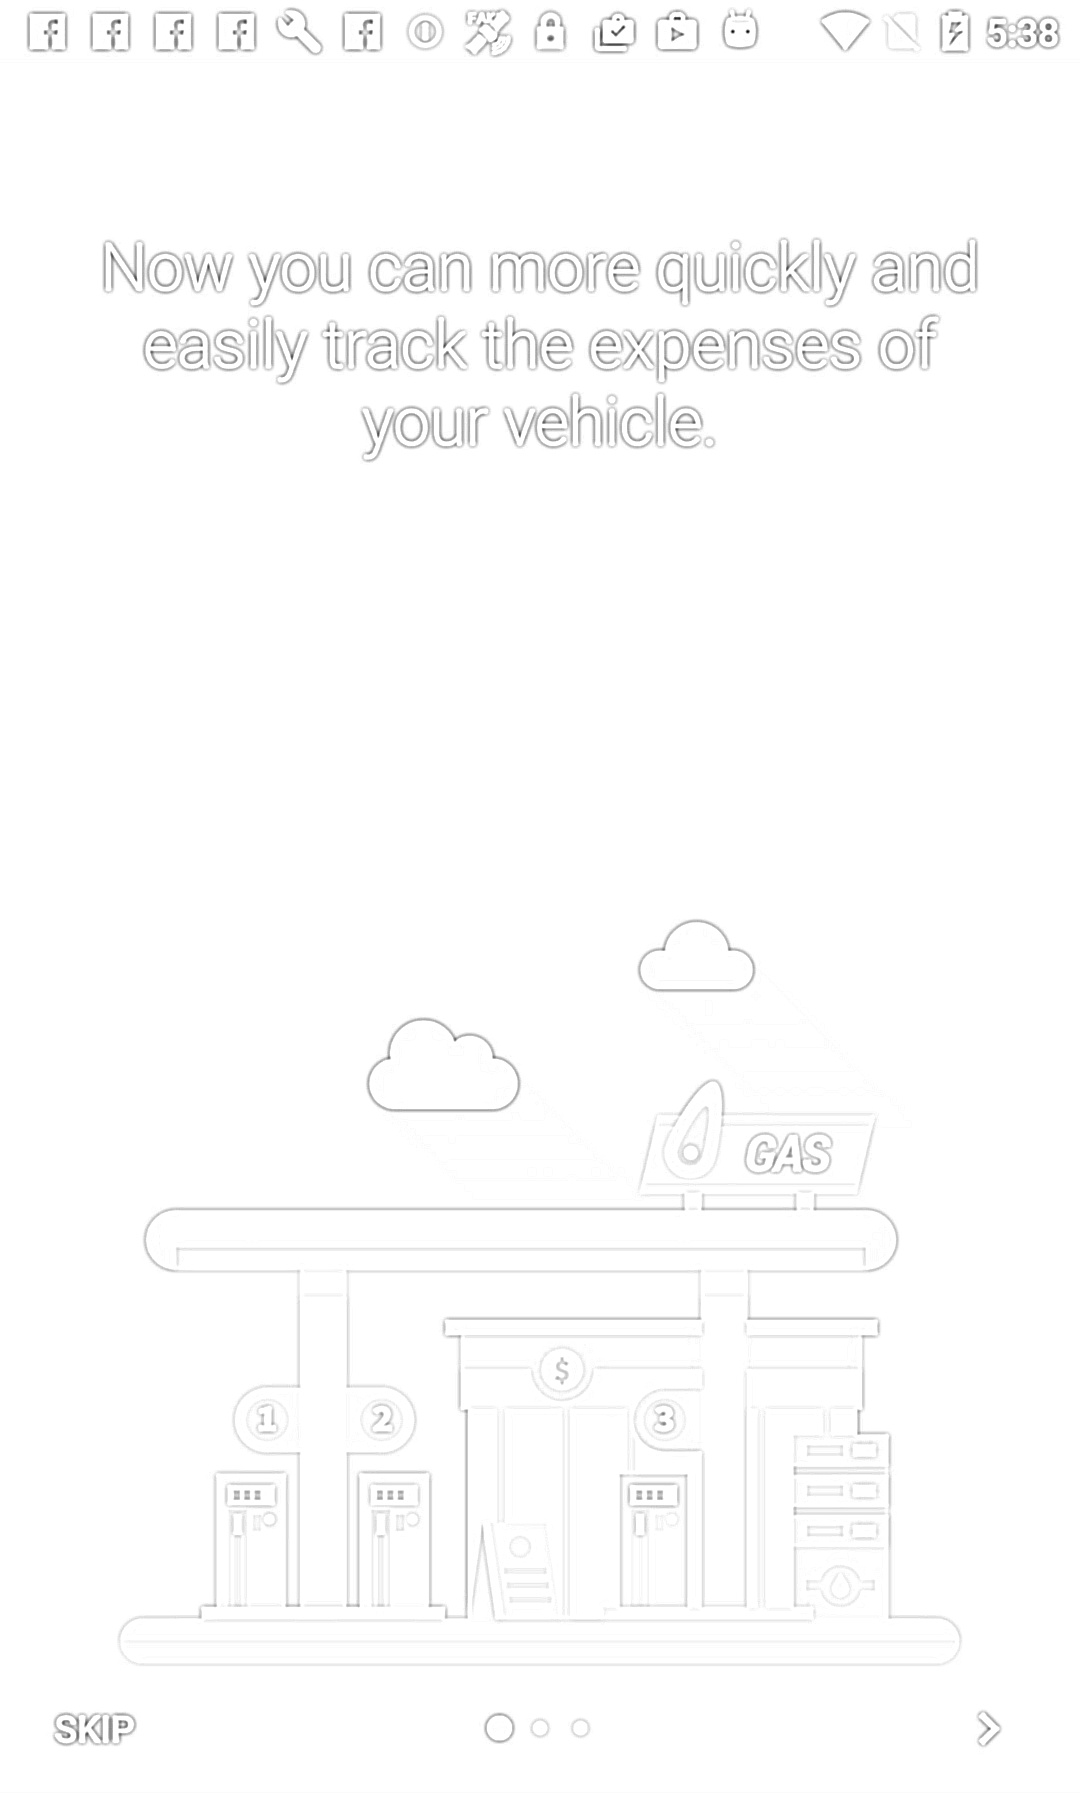 FAV
5:38
Now you can more quickly and
easily track the expenses of
your vehicle.
GAS
$
1 2 3
SKIP